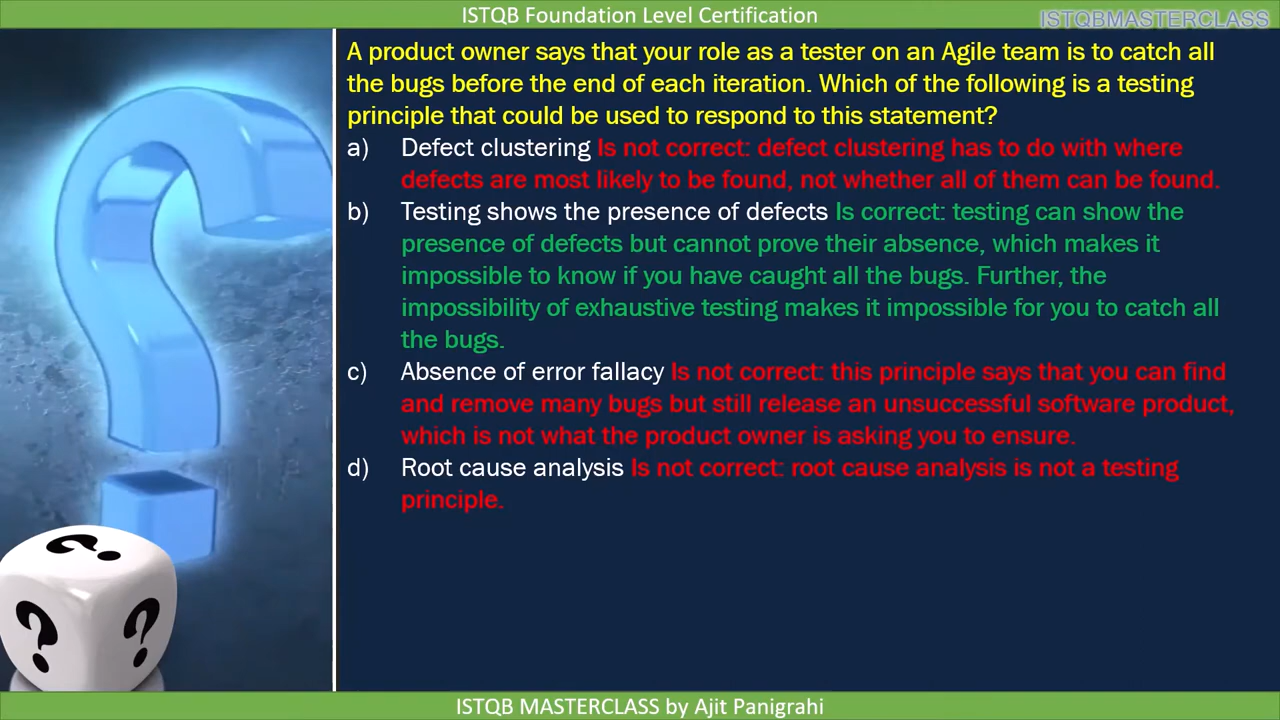 ISTQB Foundation Level Certification
ISTQBMASTERCLASS
A product owner says that your role as a tester on an Agile team is to catch all
the bugs before the end of each iteration. Which of the following is a testing
principle that could be used to respond to this statement?
a) Defect clustering Is not correct: defect clustering has to do with where
defects are most likely to be found, not whether all of them can be found.
b) Testing shows the presence of defects Is correct: testing can show the
presence of defects but cannot prove their absence, which makes it
impossible to know if you have caught all the bugs. Further, the
impossibility of exhaustive testing makes it impossible for you to catch all
the bugs.
c) Absence of error fallacy Is not correct: this principle says that you can find
and remove many bugs but still release an unsuccessful software product,
which is not what the product owner is asking you to ensure.
d) Root cause analysis Is not correct: root cause analysis is not a testing
principle.
ISTQB MASTERCLASS by Ajit Panigrahi